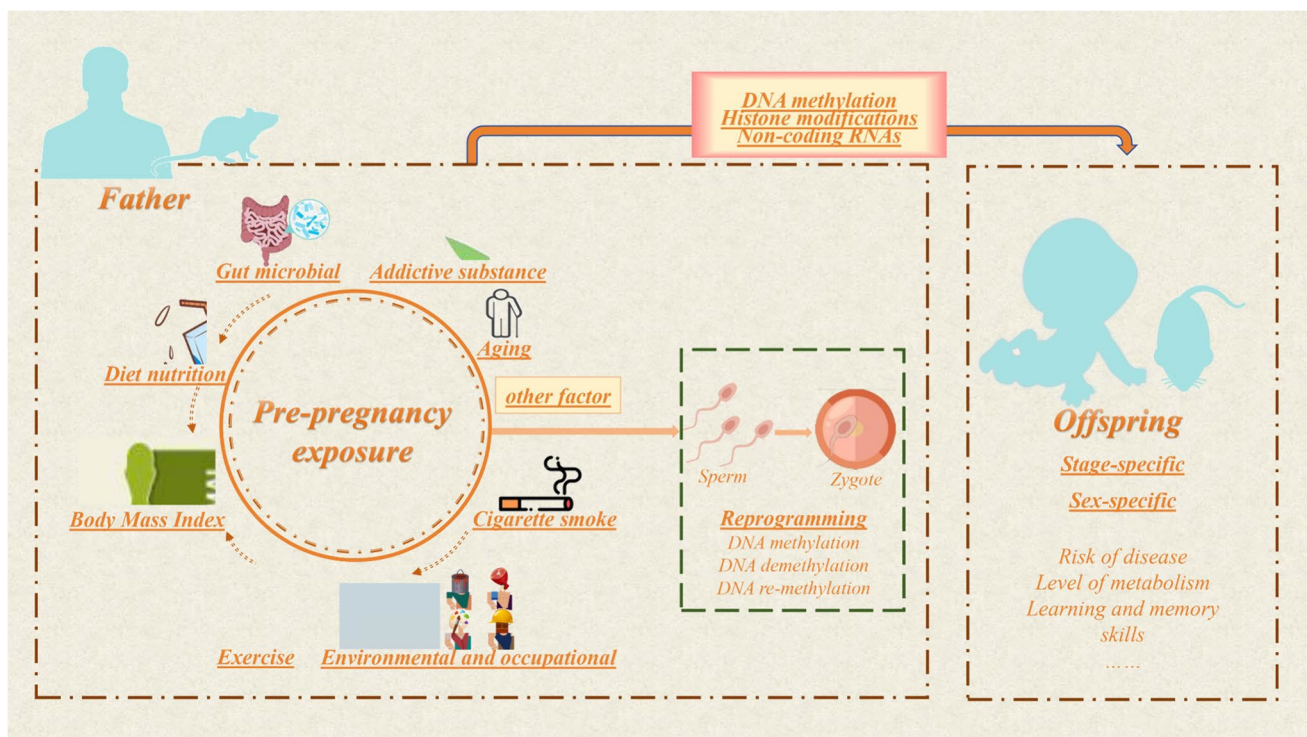 DNA methylation
Histone modifications
Non-coding RNAs
Father
Gut microbial
Addictive substance
Aging
Diet nutrition
Pre-pregnancy
exposure
other factor
Body Mass Index
Cigarette smoke
Exercise
Environmental and occupational
Sperm
Zygote
Reprogramming
DNA methylation
DNA demethylation
DNA re-methylation
Offspring
Stage-specific
Sex-specific
Risk of disease
Level of metabolism
Learning and memory
skills
……